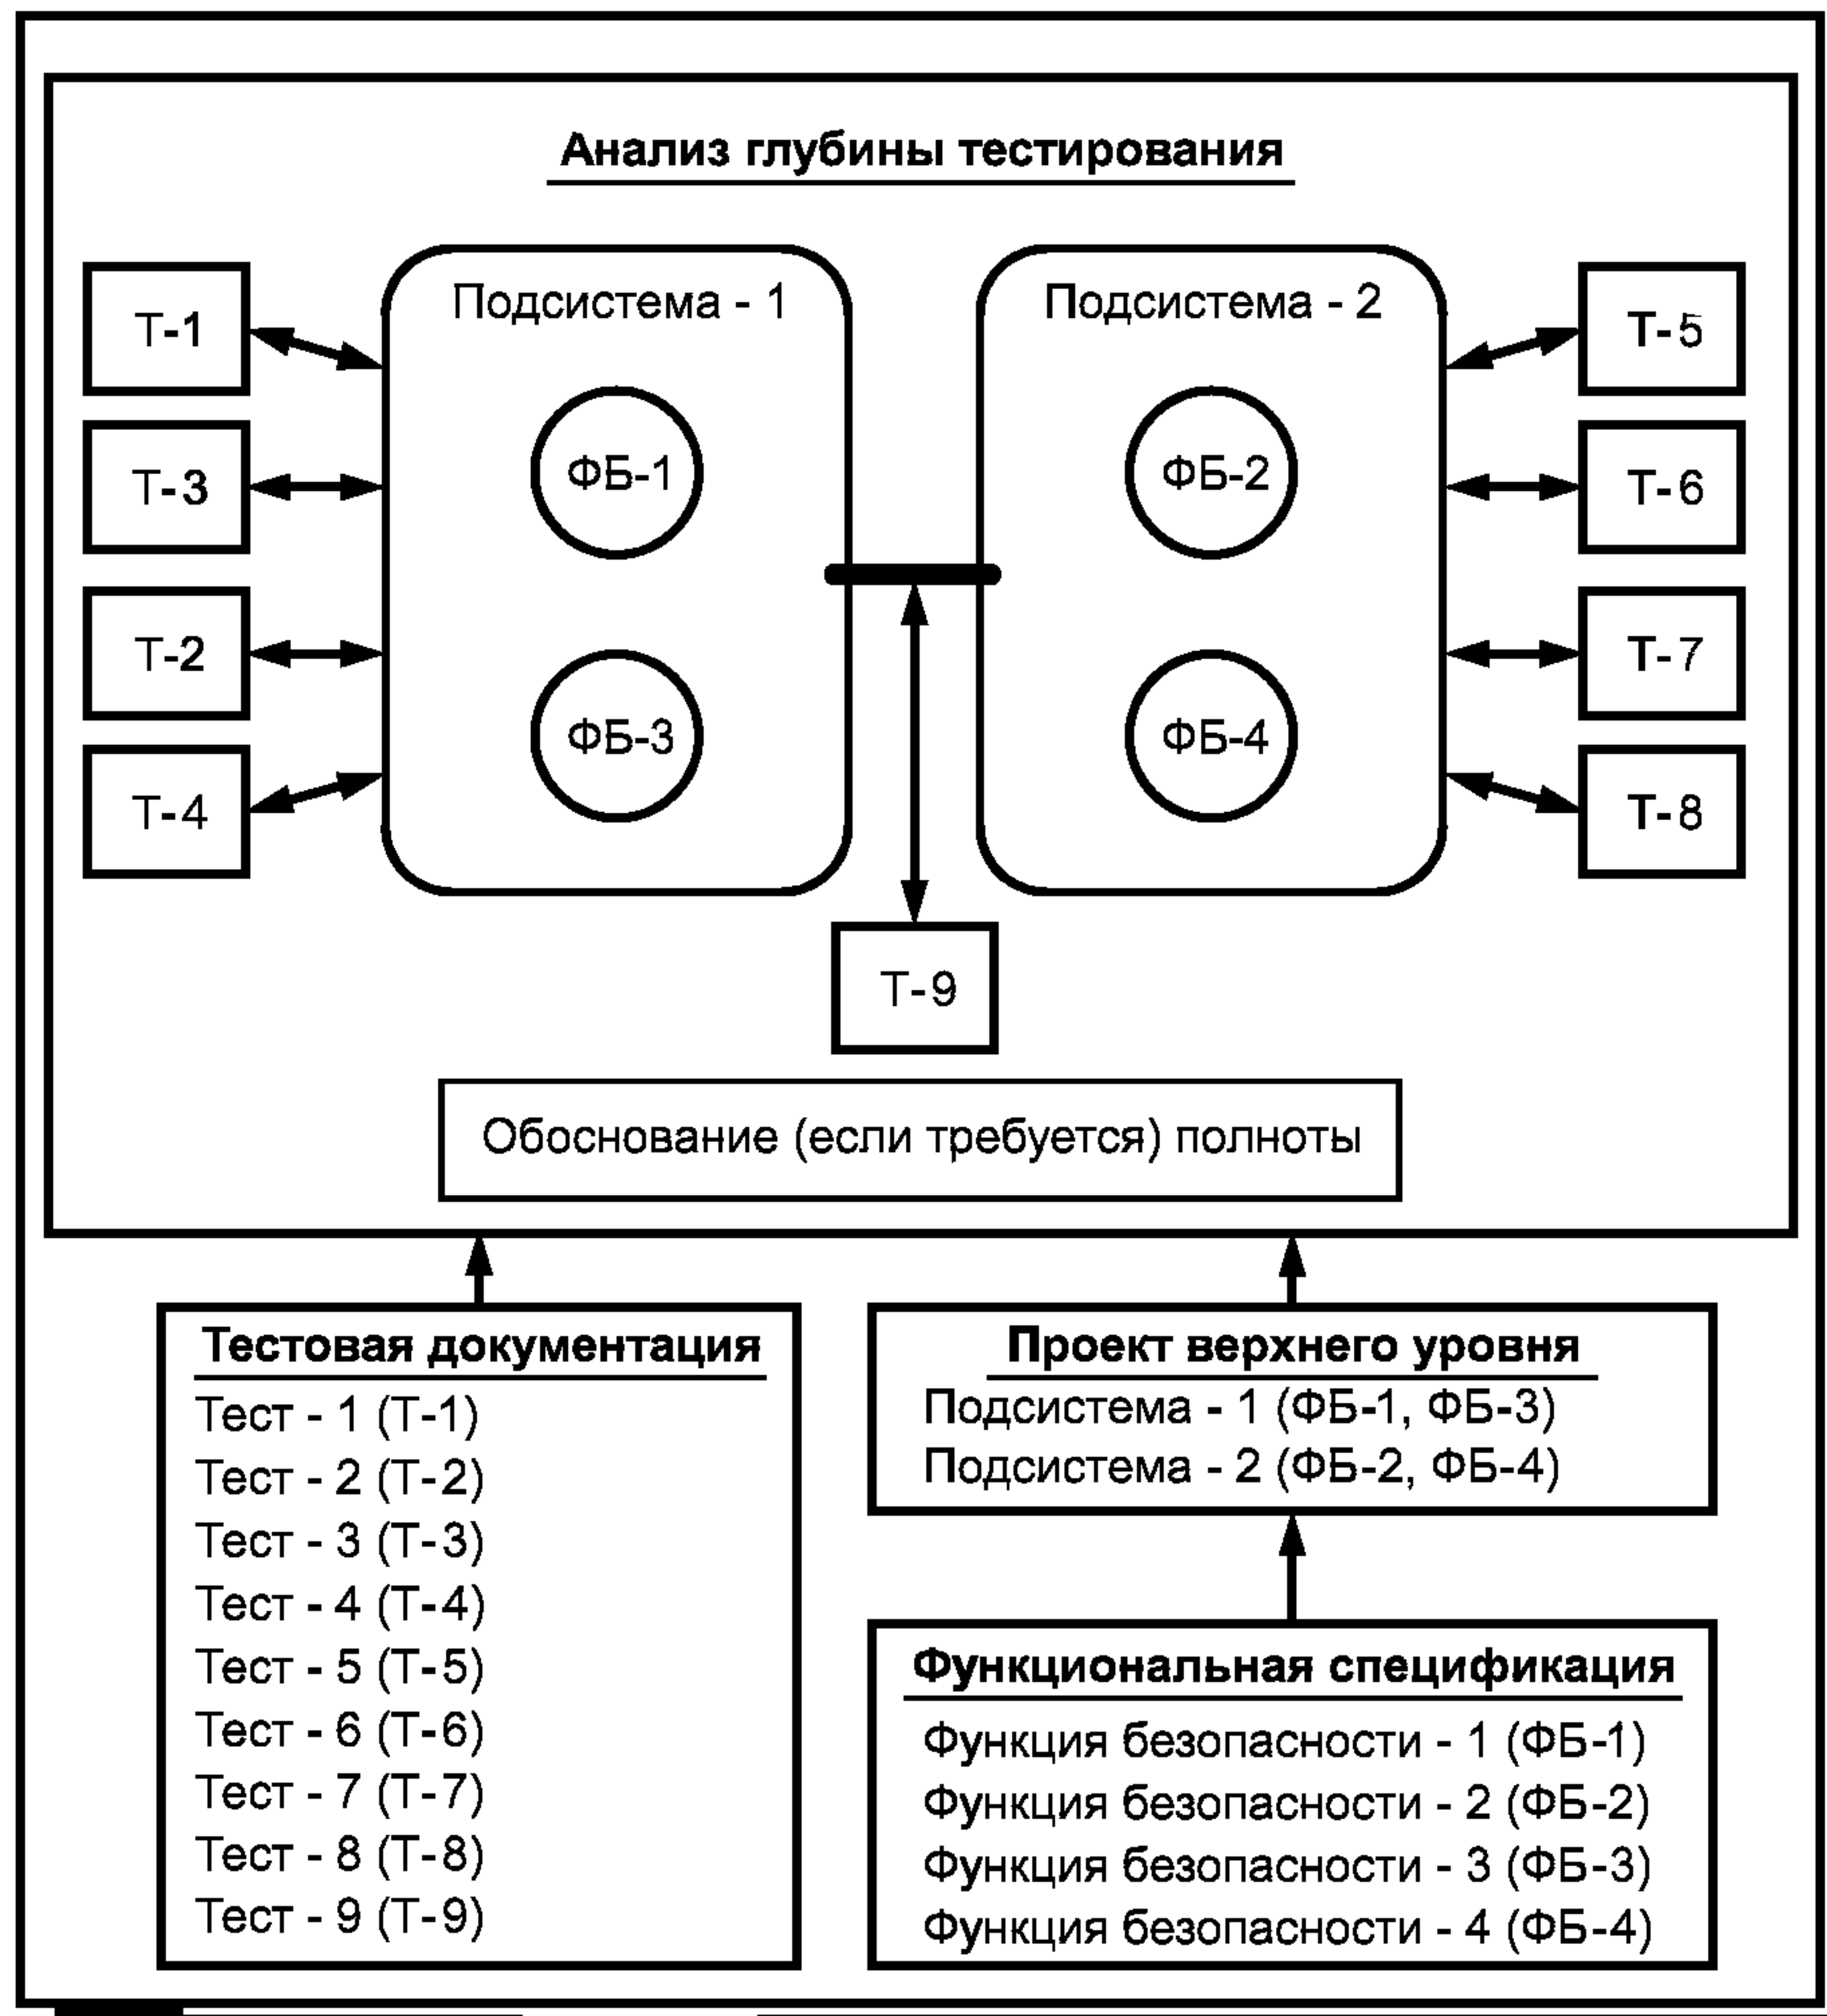 Анализ глубины тестирования
Подсистема - 1
Подсистема - 2
Т-1
Т-3
Т-2
Т-4
ФБ-1
ФБ-3
ФБ-2
ФБ-4
Т-5
Т-6
Т-7
Т-8
Т-9
Обоснование (если требуется) полноты
Тестовая документация
Тест - 1 (Т-1)
Тест - 2 (Т-2)
Тест - 3 (Т-3)
Тест - 4 (Т-4)
Тест - 5 (Т-5)
Тест - 6 (Т-6)
Тест - 7 (Т-7)
Тест - 8 (Т-8)
Тест - 9 (Т-9)
Проект верхнего уровня
Подсистема - 1 (ФБ-1, ФБ-3)
Подсистема - 2 (ФБ-2, ФБ-4)
Функциональная спецификация
Функция безопасности - 1 (ФБ-1)
Функция безопасности - 2 (ФБ-2)
Функция безопасности - 3 (ФБ-3)
Функция безопасности - 4 (ФБ-4)